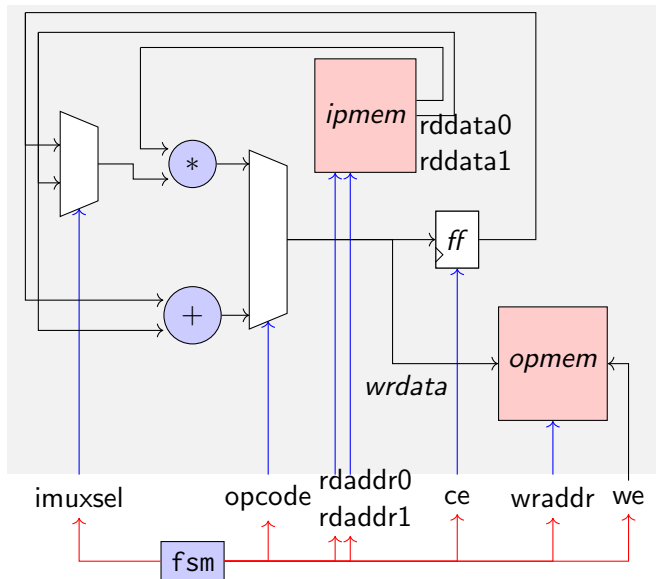 ipmem
rddata0
rddata1
*
ff
+
opmem
wrdata
imuxsel
opcode
rdaddr0
rdaddr1
ce
wraddr
we
fsm